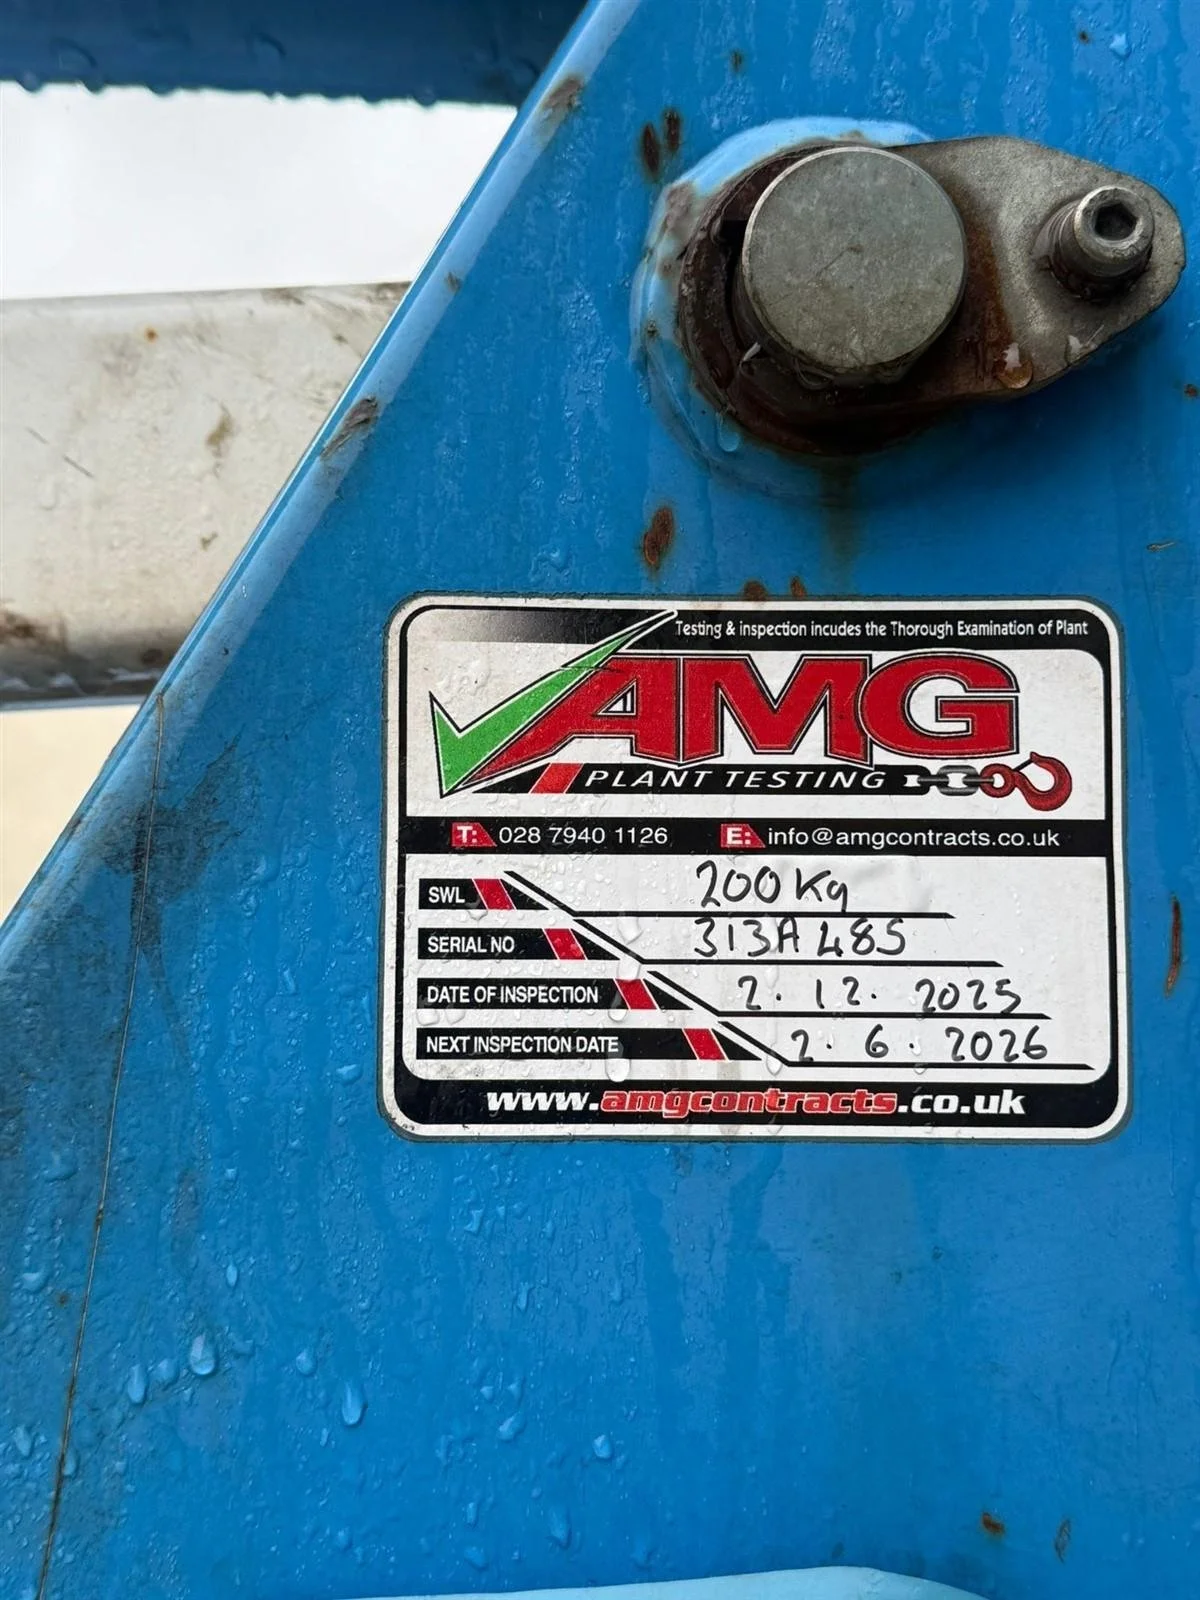 Testing & inspection incudes the Thorough Examination of Plant
AMG
PLANT TESTING
T: 028 7940 1126 E: info@amgcontracts.co.uk
SWL 200 Kg
SERIAL NO 313A485
DATE OF INSPECTION 2.12.2025
NEXT INSPECTION DATE 2.6.2026
www.amgcontracts.co.uk